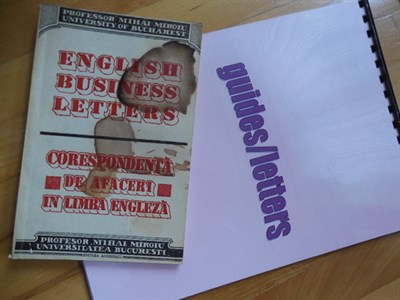 PROFESSOR MIHAI MIROIU
UNIVERSITY OF BUCHAREST
ENGLISH
BUSINESS
LETTERS
CORESPONDENȚĂ
DE AFACERI
IN LIMBA ENGLEZĂ
PROFESOR MIHAI MIROIU
UNIVERSITATEA BUCUREȘTI
guides/letters